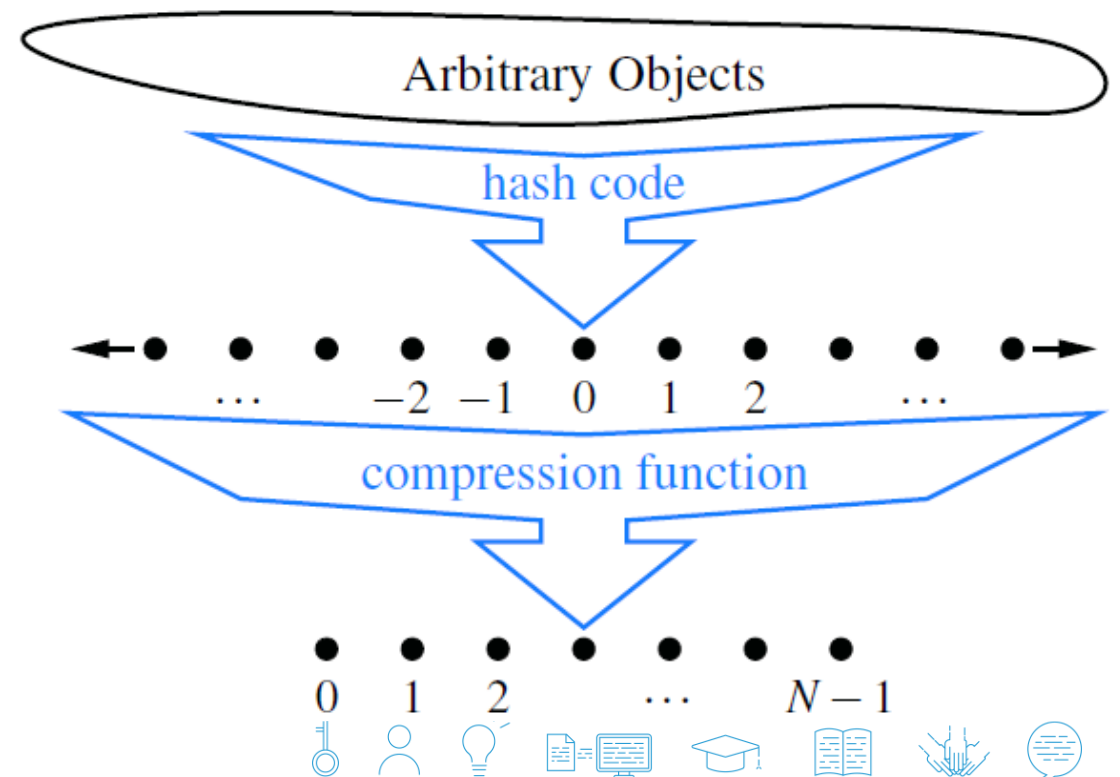 Arbitrary Objects
hash code
... −2 −1 0 1 2 ...
compression function
0 1 2 ... N − 1